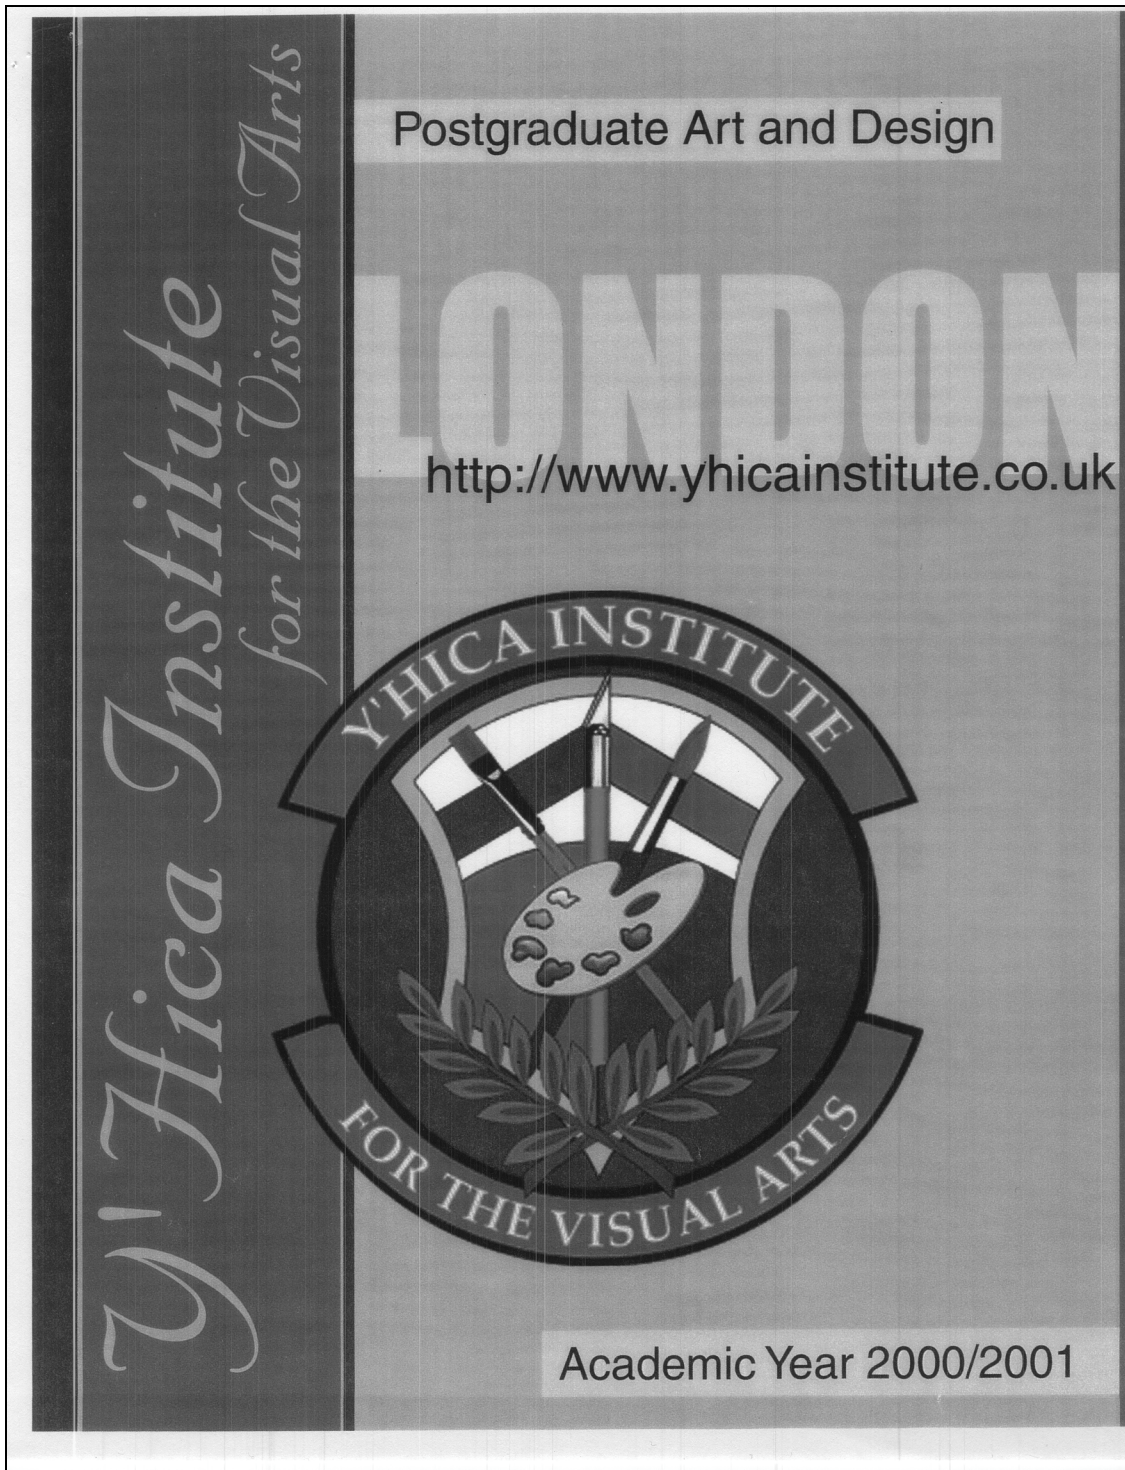 Postgraduate Art and Design
LONDON
http://www.yhicainstitute.co.uk
Y'Hica Institute
for the Visual Arts
Y'HICA INSTITUTE
FOR THE VISUAL ARTS
Academic Year 2000/2001